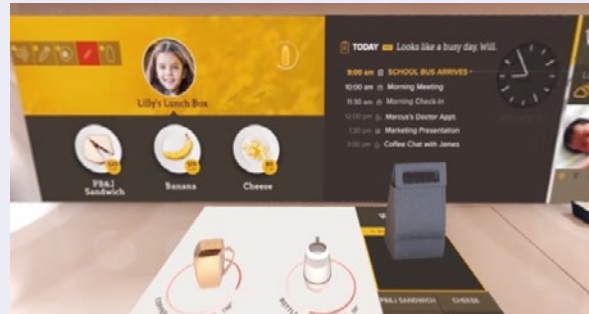 Lilly's Lunch Box
PB&J
Sandwich
Banana
Cheese
TODAY
Looks like a busy day, Will.
9:00 am SCHOOL BUS ARRIVES
10:00 am Morning Meeting
11:30 am Morning Check-in
12:00 pm Marcus's Doctor Appt.
1:30 pm Marketing Presentation
3:00 pm Coffee Chat with James
PB&J SANDWICH
CHEESE